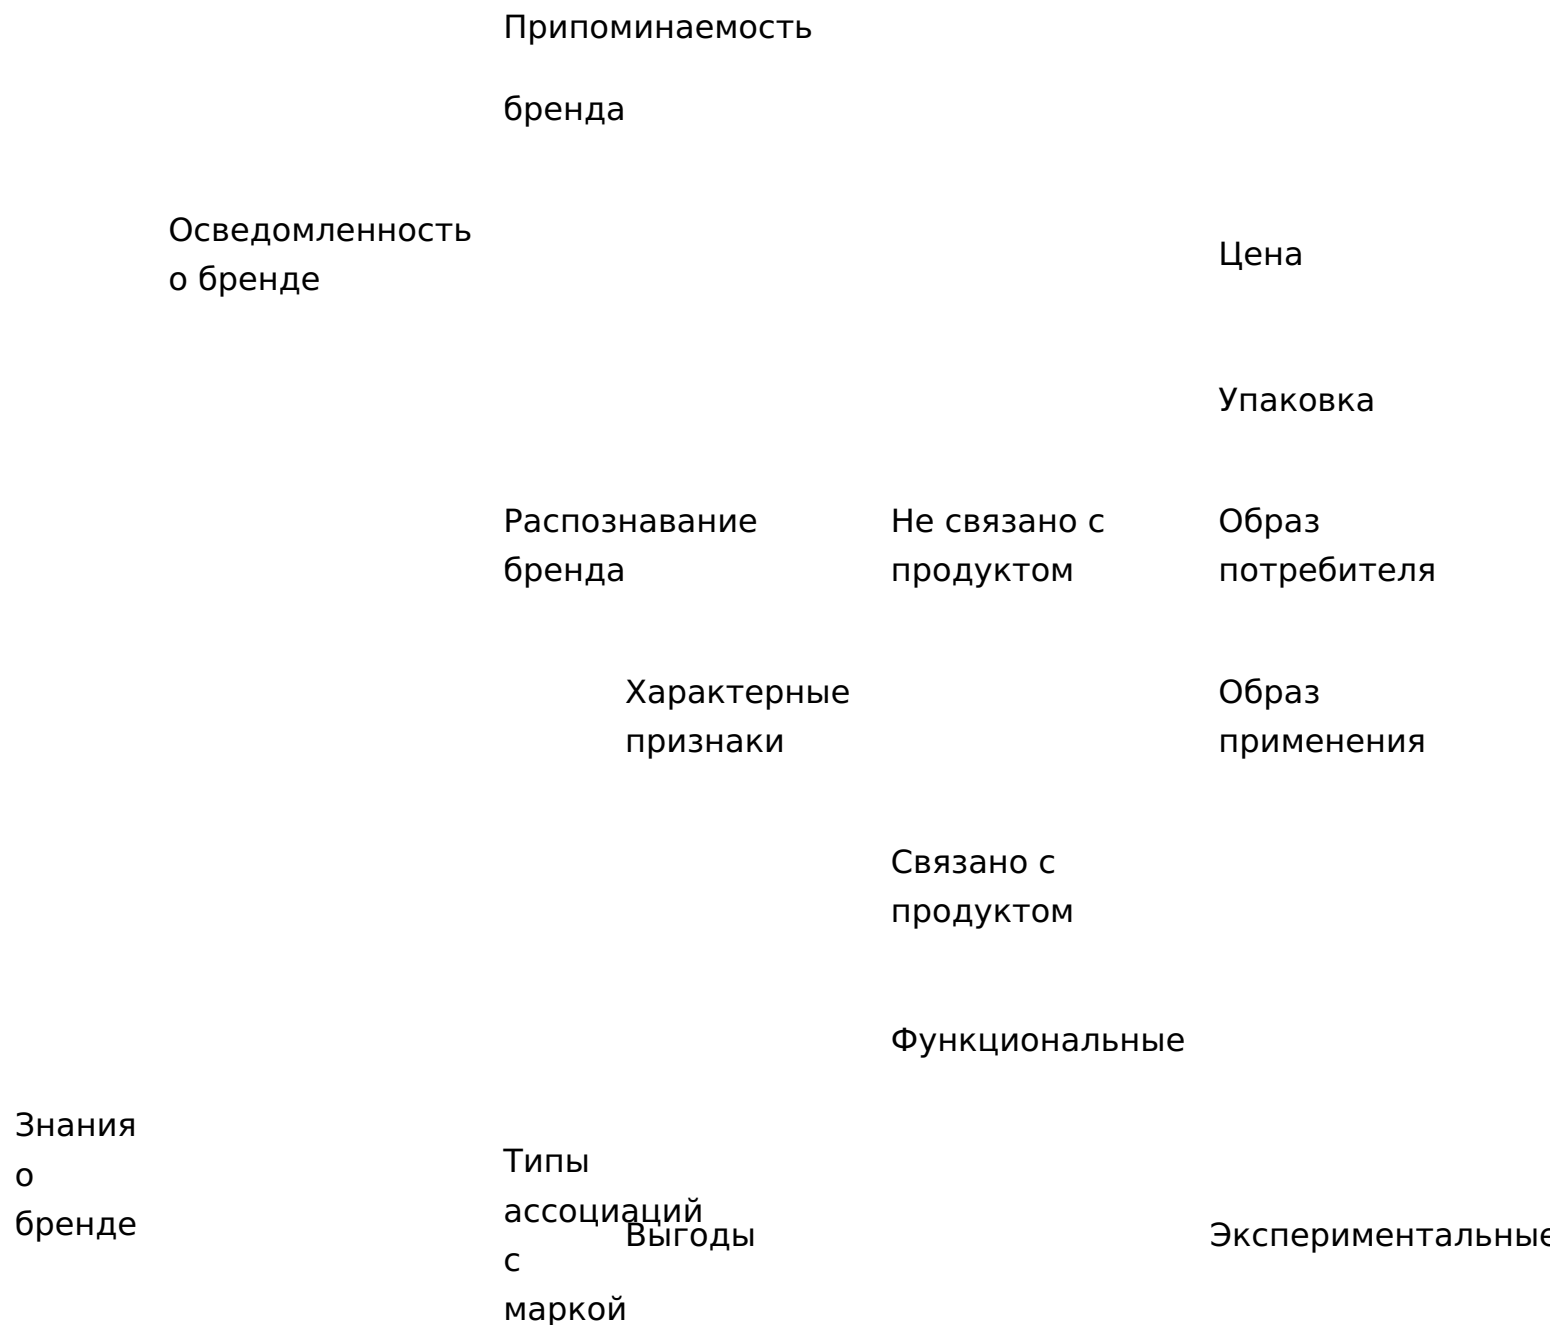 Припоминаемость
бренда
Осведомленность
о бренде
Цена
Упаковка
Распознавание
бренда
Не связано с
продуктом
Образ
потребителя
Характерные
признаки
Образ
применения
Связано с
продуктом
Функциональные
Знания
о
бренде
Типы
ассоциаций
с
маркой
Выгоды
Экспериментальные